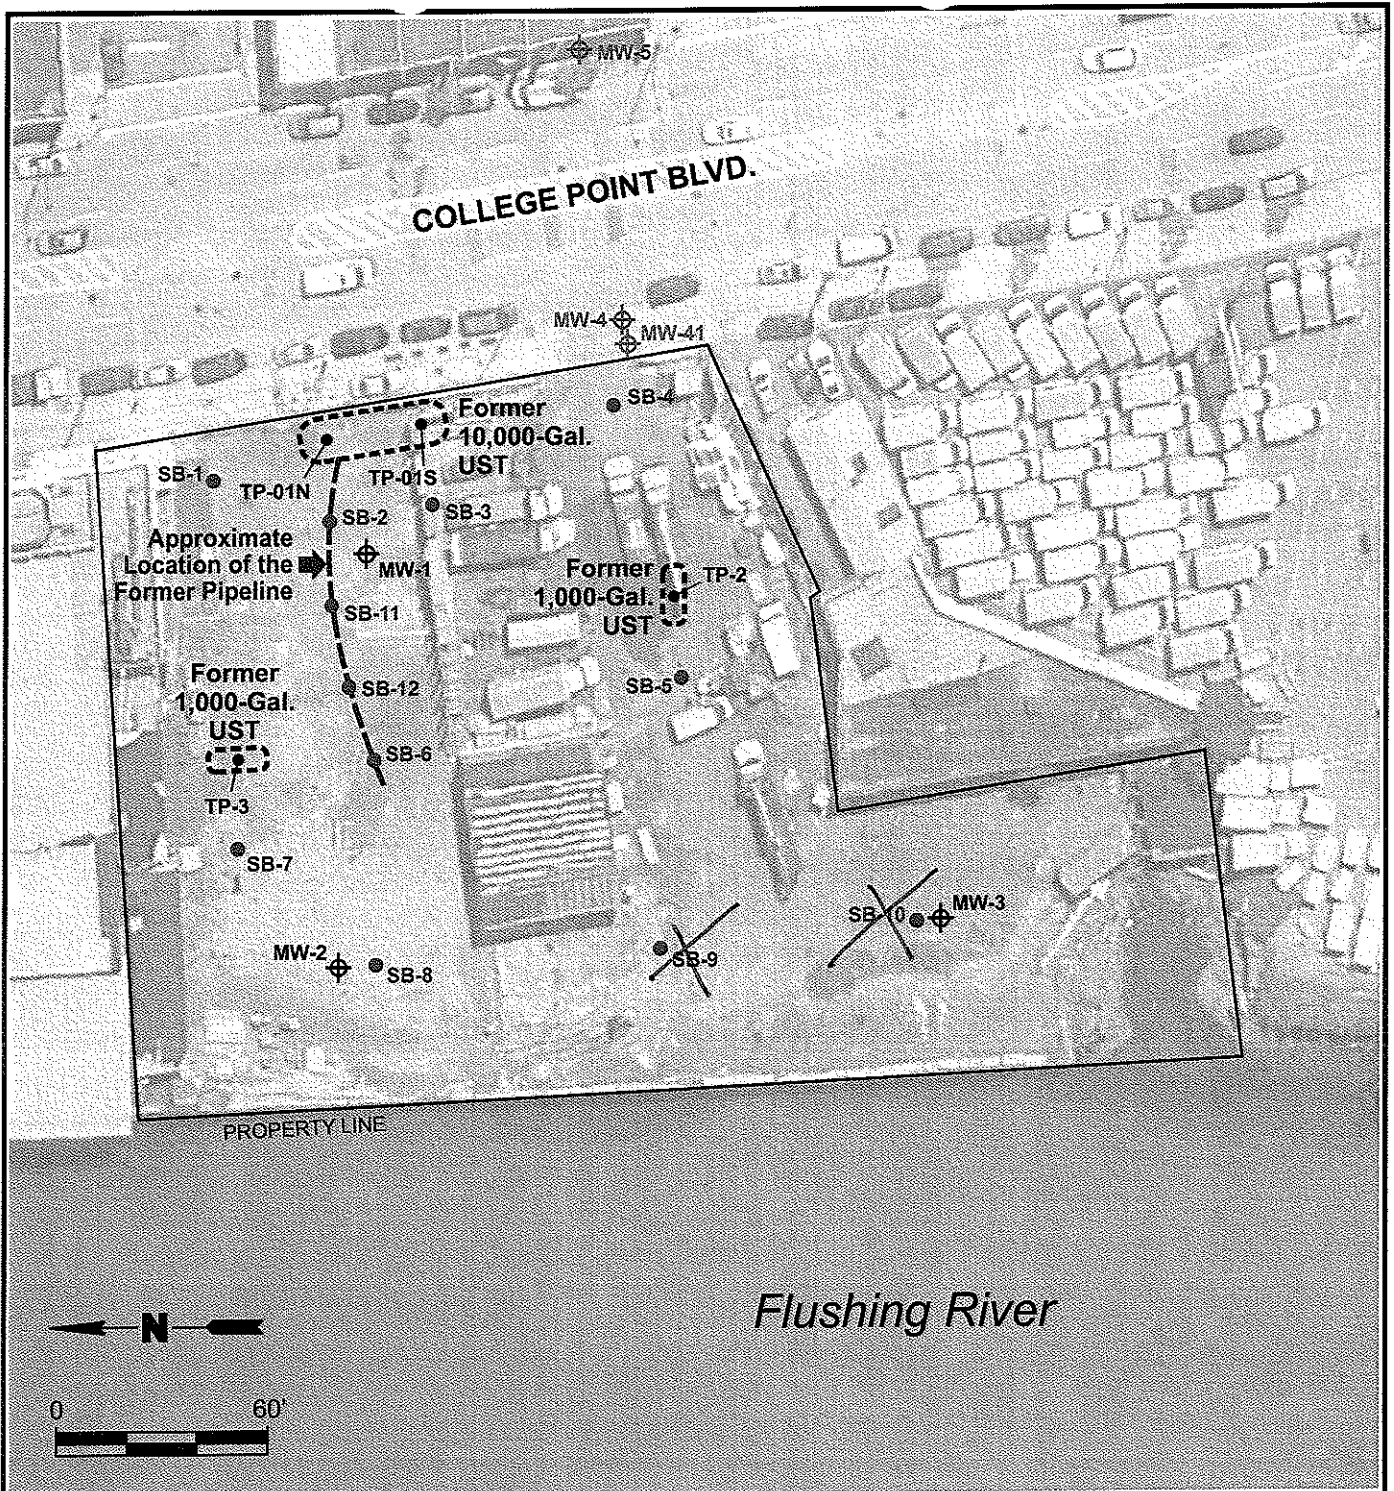 MW-5
COLLEGE POINT BLVD.
MW-4
MW-41
SB-4
Former
10,000-Gal.
UST
SB-1
TP-01N
TP-01S
SB-2
SB-3
Approximate
Location of the
Former Pipeline
MW-1
Former
1,000-Gal.
UST
TP-2
SB-11
Former
1,000-Gal.
UST
SB-12
SB-5
SB-6
TP-3
SB-7
SB-10
MW-3
MW-2
SB-8
SB-9
PROPERTY LINE
Flushing River
N
0 60'